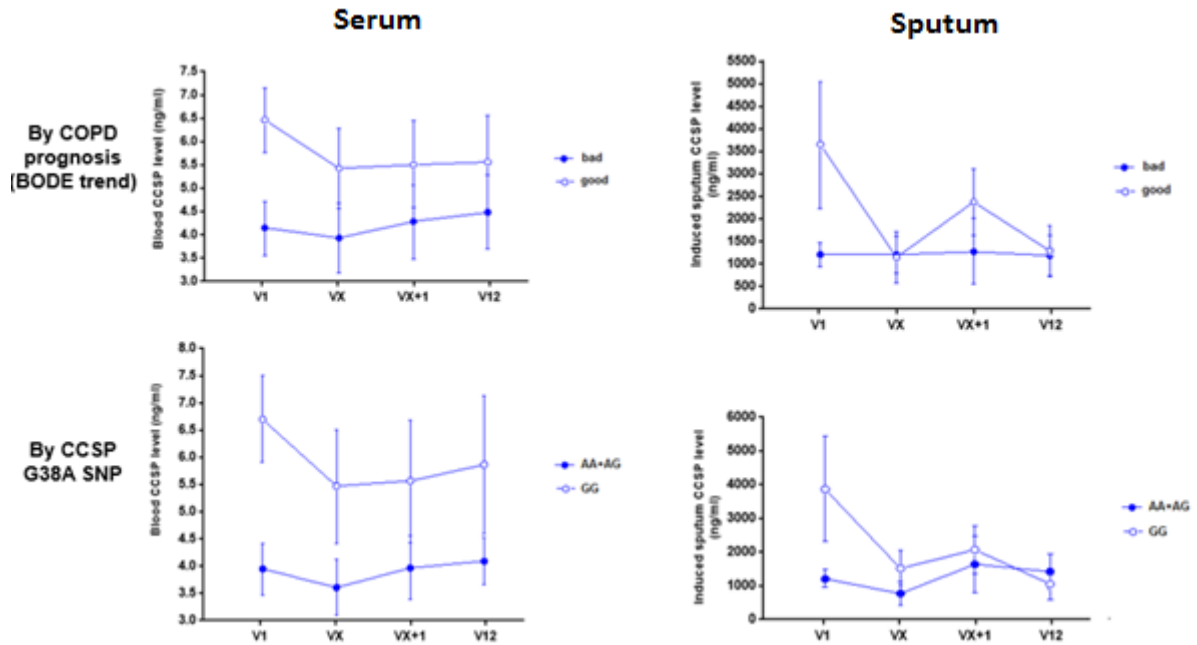 Serum
Sputum
By COPD
prognosis
(BODE trend)
Blood CCSP level (ng/ml)
7.5
7.0
6.5
6.0
5.5
5.0
4.5
4.0
3.5
3.0
V1
VX
VX+1
V12
bad
good
Induced sputum CCSP level
(ng/ml)
5500
5000
4500
4000
3500
3000
2500
2000
1500
1000
500
0
V1
VX
VX+1
V12
bad
good
By CCSP
G38A SNP
Blood CCSP level (ng/ml)
8.0
7.5
7.0
6.5
6.0
5.5
5.0
4.5
4.0
3.5
3.0
V1
VX
VX+1
V12
AA+AG
GG
Induced sputum CCSP level
(ng/ml)
6000
5000
4000
3000
2000
1000
0
V1
VX
VX+1
V12
AA+AG
GG